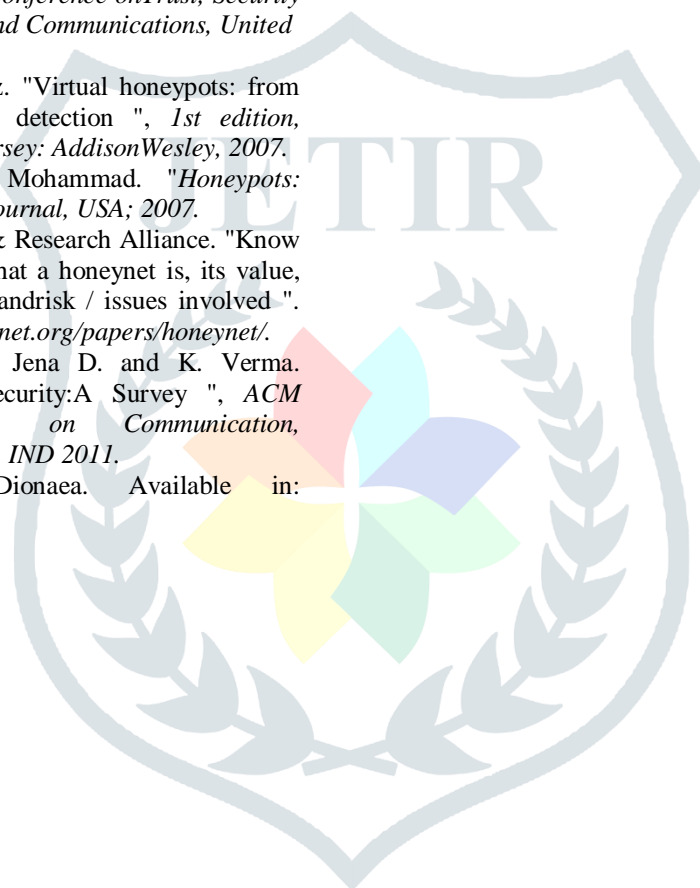 onference onTrust, Security
nd Communications, United
z. "Virtual honeypots: from
detection ", 1st edition,
rsey: AddisonWesley, 2007.
Mohammad. "Honeypots:
ournal, USA; 2007.
& Research Alliance. "Know
hat a honeynet is, its value,
andrisk / issues involved ".
net.org/papers/honeynet/.
Jena D. and K. Verma.
ecurity:A Survey ", ACM
on Communication,
IND 2011.
Dionaea. Available in:
JETIR